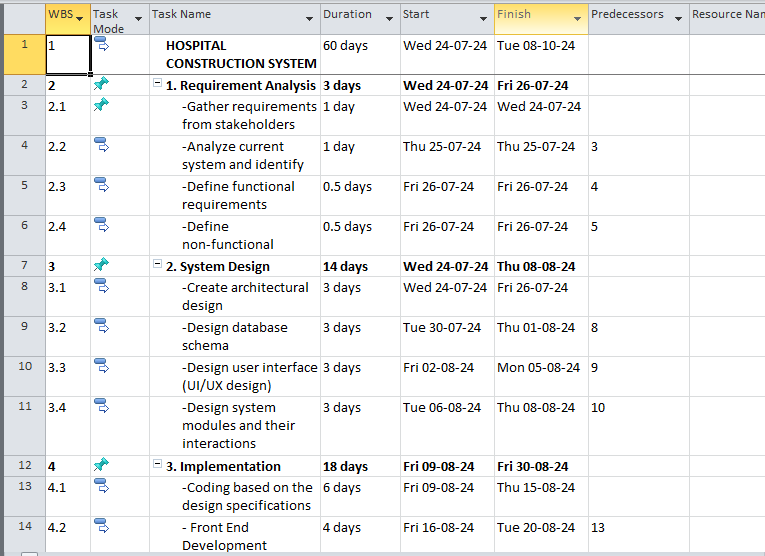 WBS Task Mode Task Name Duration Start Finish Predecessors Resource Nam
1 1 HOSPITAL CONSTRUCTION SYSTEM 60 days Wed 24-07-24 Tue 08-10-24
2 2 1. Requirement Analysis 3 days Wed 24-07-24 Fri 26-07-24
3 2.1 -Gather requirements from stakeholders 1 day Wed 24-07-24 Wed 24-07-24
4 2.2 -Analyze current system and identify 1 day Thu 25-07-24 Thu 25-07-24 3
5 2.3 -Define functional requirements 0.5 days Fri 26-07-24 Fri 26-07-24 4
6 2.4 -Define non-functional 0.5 days Fri 26-07-24 Fri 26-07-24 5
7 3 2. System Design 14 days Wed 24-07-24 Thu 08-08-24
8 3.1 -Create architectural design 3 days Wed 24-07-24 Fri 26-07-24
9 3.2 -Design database schema 3 days Tue 30-07-24 Thu 01-08-24 8
10 3.3 -Design user interface (UI/UX design) 3 days Fri 02-08-24 Mon 05-08-24 9
11 3.4 -Design system modules and their interactions 3 days Tue 06-08-24 Thu 08-08-24 10
12 4 3. Implementation 18 days Fri 09-08-24 Fri 30-08-24
13 4.1 -Coding based on the design specifications 6 days Fri 09-08-24 Thu 15-08-24
14 4.2 - Front End Development 4 days Fri 16-08-24 Tue 20-08-24 13